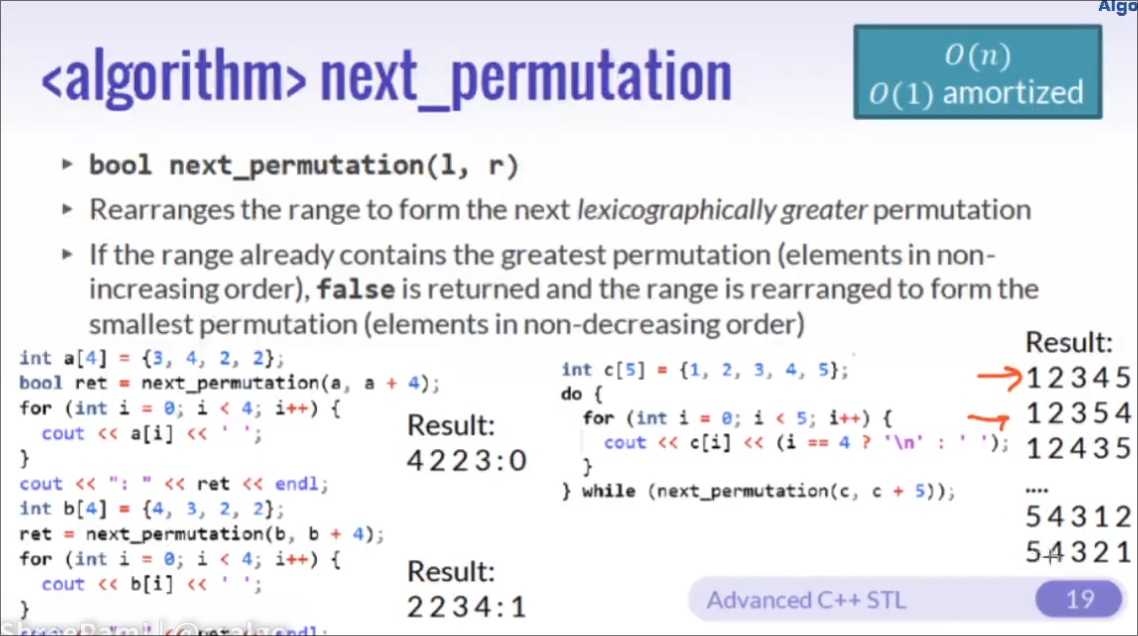 Algo
<algorithm> next_permutation
O(n)
O(1) amortized
▸ bool next_permutation(l, r)
▸ Rearranges the range to form the next lexicographically greater permutation
▸ If the range already contains the greatest permutation (elements in non-
increasing order), false is returned and the range is rearranged to form the
smallest permutation (elements in non-decreasing order)
int a[4] = {3, 4, 2, 2};
bool ret = next_permutation(a, a + 4);
for (int i = 0; i < 4; i++) {
cout << a[i] << ' ';
}
cout << ": " << ret << endl;
int b[4] = {4, 3, 2, 2};
ret = next_permutation(b, b + 4);
for (int i = 0; i < 4; i++) {
cout << b[i] << ' ';
}
Result:
4 2 2 3 : 0
Result:
2 2 3 4 : 1
int c[5] = {1, 2, 3, 4, 5};
do {
for (int i = 0; i < 5; i++) {
cout << c[i] << (i == 4 ? '\n' : ' ');
}
} while (next_permutation(c, c + 5));
Result:
1 2 3 4 5
1 2 3 5 4
1 2 4 3 5
....
5 4 3 1 2
5 4 3 2 1
Advanced C++ STL
19